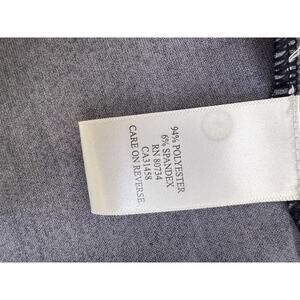 94% POLYESTER
6% SPANDEX
RN 80734
CA31458
CARE ON REVERSE